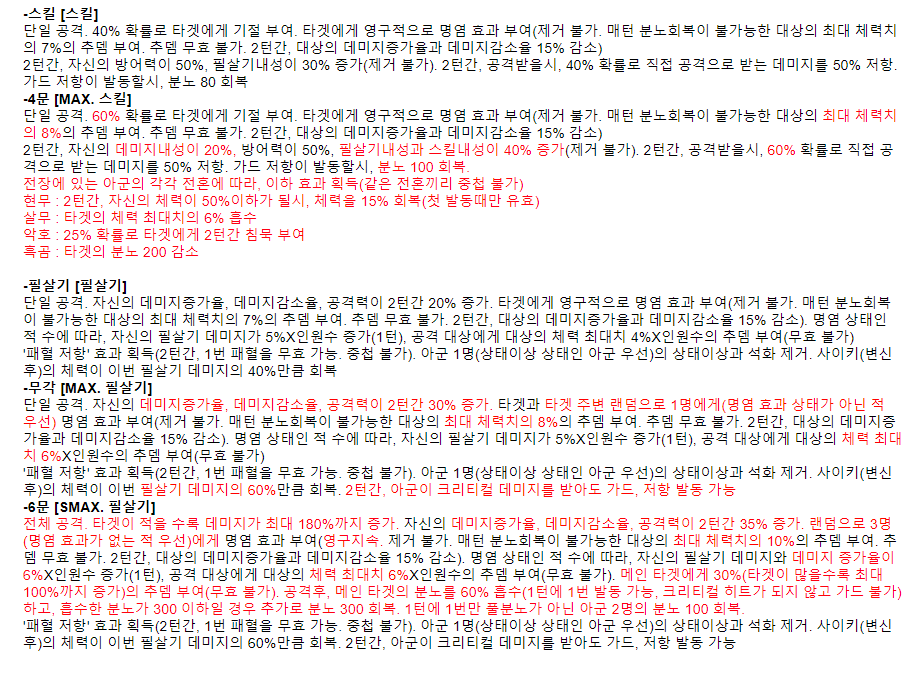 -스킬 [스킬]
단일 공격. 40% 확률로 타겟에게 기절 부여. 타겟에게 영구적으로 명염 효과 부여(제거 불가. 매턴 분노회복이 불가능한 대상의 최대 체력치
의 7%의 추뎀 부여. 추뎀 무효 불가. 2턴간, 대상의 데미지증가율과 데미지감소율 15% 감소)
2턴간, 자신의 방어력이 50%, 필살기내성이 30% 증가(제거 불가). 2턴간, 공격받을시, 40% 확률로 직접 공격으로 받는 데미지를 50% 저항.
가드 저항이 발동할시, 분노 80 회복
-4문 [MAX. 스킬]
단일 공격. 60% 확률로 타겟에게 기절 부여. 타겟에게 영구적으로 명염 효과 부여(제거 불가. 매턴 분노회복이 불가능한 대상의 최대 체력치
의 8%의 추뎀 부여. 추뎀 무효 불가. 2턴간, 대상의 데미지증가율과 데미지감소율 15% 감소)
2턴간, 자신의 데미지내성이 20%, 방어력이 50%, 필살기내성과 스킬내성이 40% 증가(제거 불가). 2턴간, 공격받을시, 60% 확률로 직접 공
격으로 받는 데미지를 50% 저항. 가드 저항이 발동할시, 분노 100 회복.
전장에 있는 아군의 각각 전혼에 따라, 이하 효과 획득(같은 전혼끼리 중첩 불가)
현무 : 2턴간, 자신의 체력이 50%이하가 될시, 체력을 15% 회복(첫 발동때만 유효)
살무 : 타겟의 체력 최대치의 6% 흡수
악호 : 25% 확률로 타겟에게 2턴간 침묵 부여
흑곰 : 타겟의 분노 200 감소
-필살기 [필살기]
단일 공격. 자신의 데미지증가율, 데미지감소율, 공격력이 2턴간 20% 증가. 타겟에게 영구적으로 명염 효과 부여(제거 불가. 매턴 분노회복
이 불가능한 대상의 최대 체력치의 7%의 추뎀 부여. 추뎀 무효 불가. 2턴간, 대상의 데미지증가율과 데미지감소율 15% 감소). 명염 상태인
적 수에 따라, 자신의 필살기 데미지가 5%X인원수 증가(1턴), 공격 대상에게 대상의 체력 최대치 4%X인원수의 추뎀 부여(무효 불가)
'패혈 저항' 효과 획득(2턴간, 1번 패혈을 무효 가능. 중첩 불가). 아군 1명(상태이상 상태인 아군 우선)의 상태이상과 석화 제거. 사이키(변신
후)의 체력이 이번 필살기 데미지의 40%만큼 회복
-무각 [MAX. 필살기]
단일 공격. 자신의 데미지증가율, 데미지감소율, 공격력이 2턴간 30% 증가. 타겟과 타겟 주변 랜덤으로 1명에게(명염 효과 상태가 아닌 적
우선) 명염 효과 부여(제거 불가. 매턴 분노회복이 불가능한 대상의 최대 체력치의 8%의 추뎀 부여. 추뎀 무효 불가. 2턴간, 대상의 데미지증
가율과 데미지감소율 15% 감소). 명염 상태인 적 수에 따라, 자신의 필살기 데미지가 5%X인원수 증가(1턴), 공격 대상에게 대상의 체력 최대
치 6%X인원수의 추뎀 부여(무효 불가)
'패혈 저항' 효과 획득(2턴간, 1번 패혈을 무효 가능. 중첩 불가). 아군 1명(상태이상 상태인 아군 우선)의 상태이상과 석화 제거. 사이키(변신
후)의 체력이 이번 필살기 데미지의 60%만큼 회복. 2턴간, 아군이 크리티컬 데미지를 받아도 가드, 저항 발동 가능
-6문 [SMAX. 필살기]
전체 공격. 타겟이 적을 수록 데미지가 최대 180%까지 증가. 자신의 데미지증가율, 데미지감소율, 공격력이 2턴간 35% 증가. 랜덤으로 3명
(명염 효과가 없는 적 우선)에게 명염 효과 부여(영구지속. 제거 불가. 매턴 분노회복이 불가능한 대상의 최대 체력치의 10%의 추뎀 부여. 추
뎀 무효 불가. 2턴간, 대상의 데미지증가율과 데미지감소율 15% 감소). 명염 상태인 적 수에 따라, 자신의 필살기 데미지와 데미지 증가율이
6%X인원수 증가(1턴), 공격 대상에게 대상의 체력 최대치 6%X인원수의 추뎀 부여(무효 불가). 메인 타겟에게 30%(타겟이 많을수록 최대
100%까지 증가)의 추뎀 부여(무효 불가). 공격후, 메인 타겟의 분노를 60% 흡수(1턴에 1번 발동 가능, 크리티컬 히트가 되지 않고 가드 불가)
하고, 흡수한 분노가 300 이하일 경우 추가로 분노 300 회복. 1턴에 1번만 풀분노가 아닌 아군 2명의 분노 100 회복.
'패혈 저항' 효과 획득(2턴간, 1번 패혈을 무효 가능. 중첩 불가). 아군 1명(상태이상 상태인 아군 우선)의 상태이상과 석화 제거. 사이키(변신
후)의 체력이 이번 필살기 데미지의 60%만큼 회복. 2턴간, 아군이 크리티컬 데미지를 받아도 가드, 저항 발동 가능